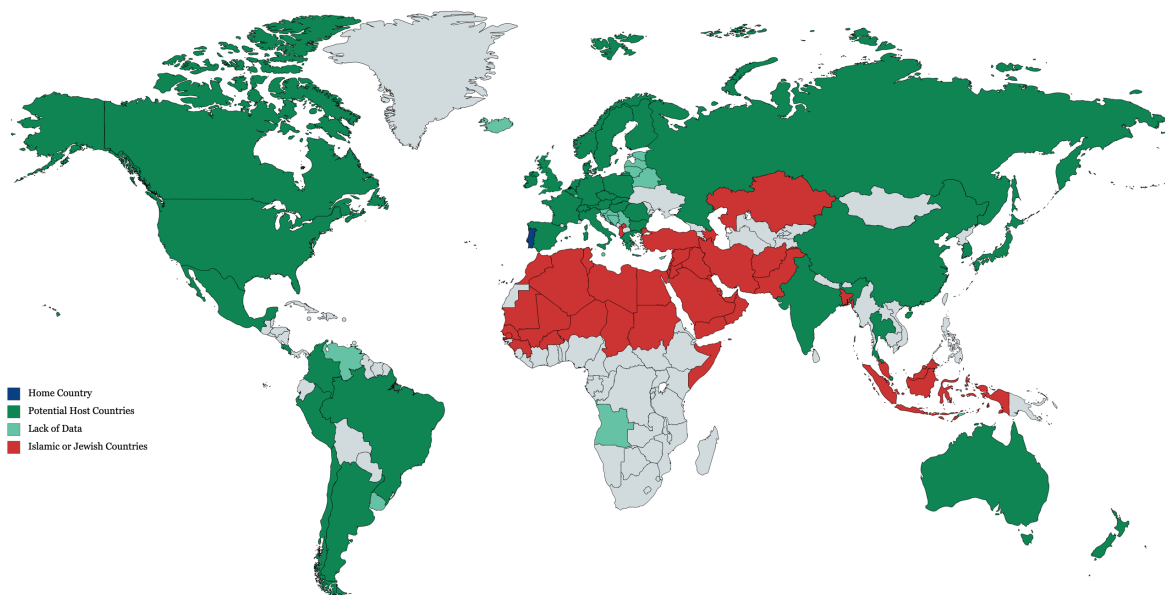 Home Country
Potential Host Countries
Lack of Data
Islamic or Jewish Countries